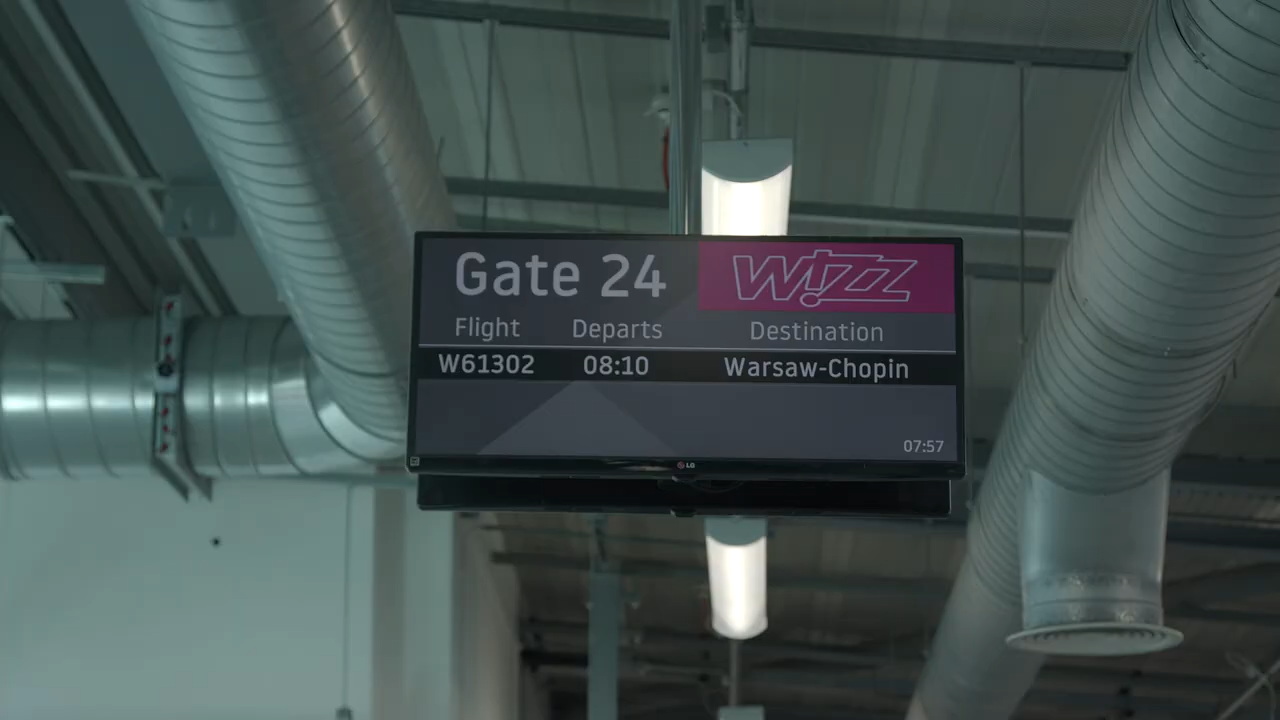 Gate 24 Wizz
Flight Departs Destination
W61302 08:10 Warsaw-Chopin
07:57
LG